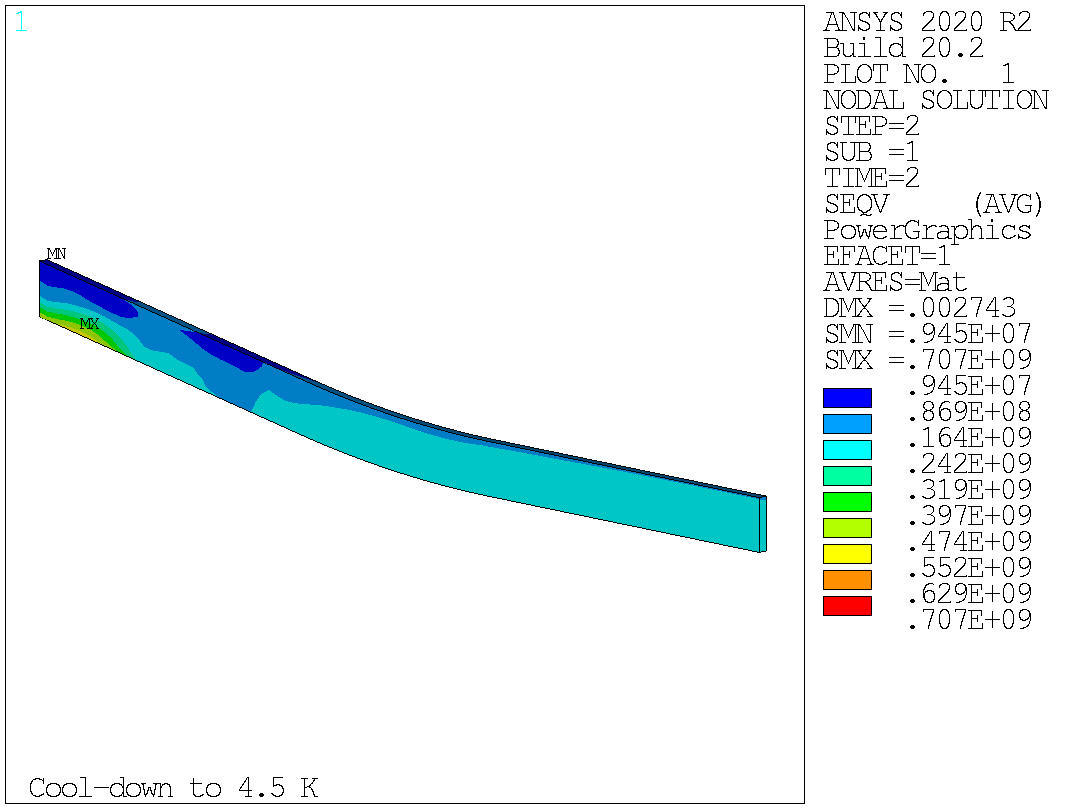 1
ANSYS 2020 R2
Build 20.2
PLOT NO.   1
NODAL SOLUTION
STEP=2
SUB =1
TIME=2
SEQV     (AVG)
PowerGraphics
EFACET=1
AVRES=Mat
DMX =.002743
SMN =.945E+07
SMX =.707E+09
.945E+07
.869E+08
.164E+09
.242E+09
.319E+09
.397E+09
.474E+09
.552E+09
.629E+09
.707E+09
MN
MX
Cool-down to 4.5 K